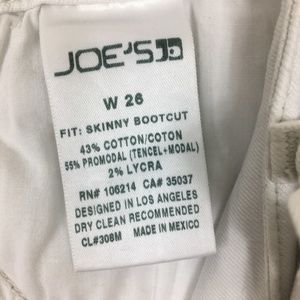 JOE'S
W 26
FIT: SKINNY BOOTCUT
43% COTTON/COTON
55% PROMODAL (TENCEL+MODAL)
2% LYCRA
RN# 106214 CA# 35037
DESIGNED IN LOS ANGELES
DRY CLEAN RECOMMENDED
CL#308M MADE IN MEXICO